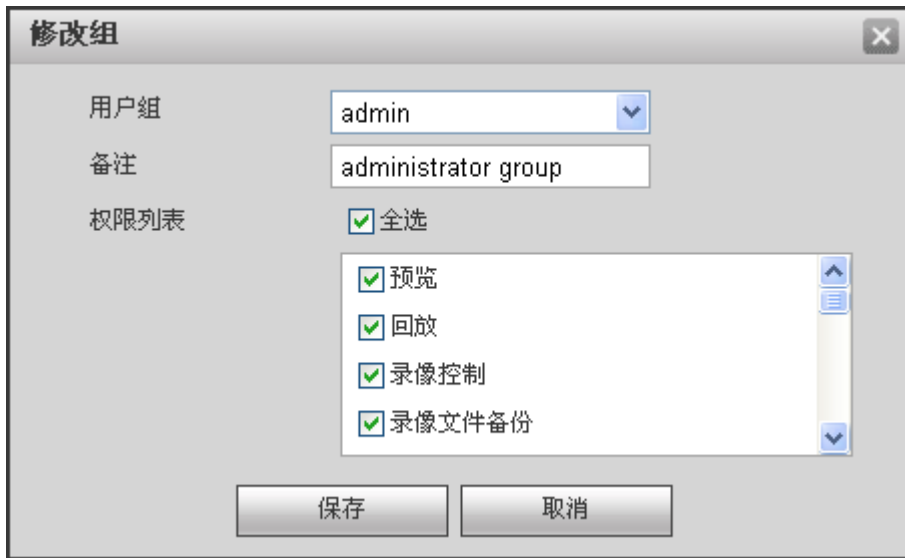 修改组
用户组 admin
备注 administrator group
权限列表 全选
预览
回放
录像控制
录像文件备份
保存 取消